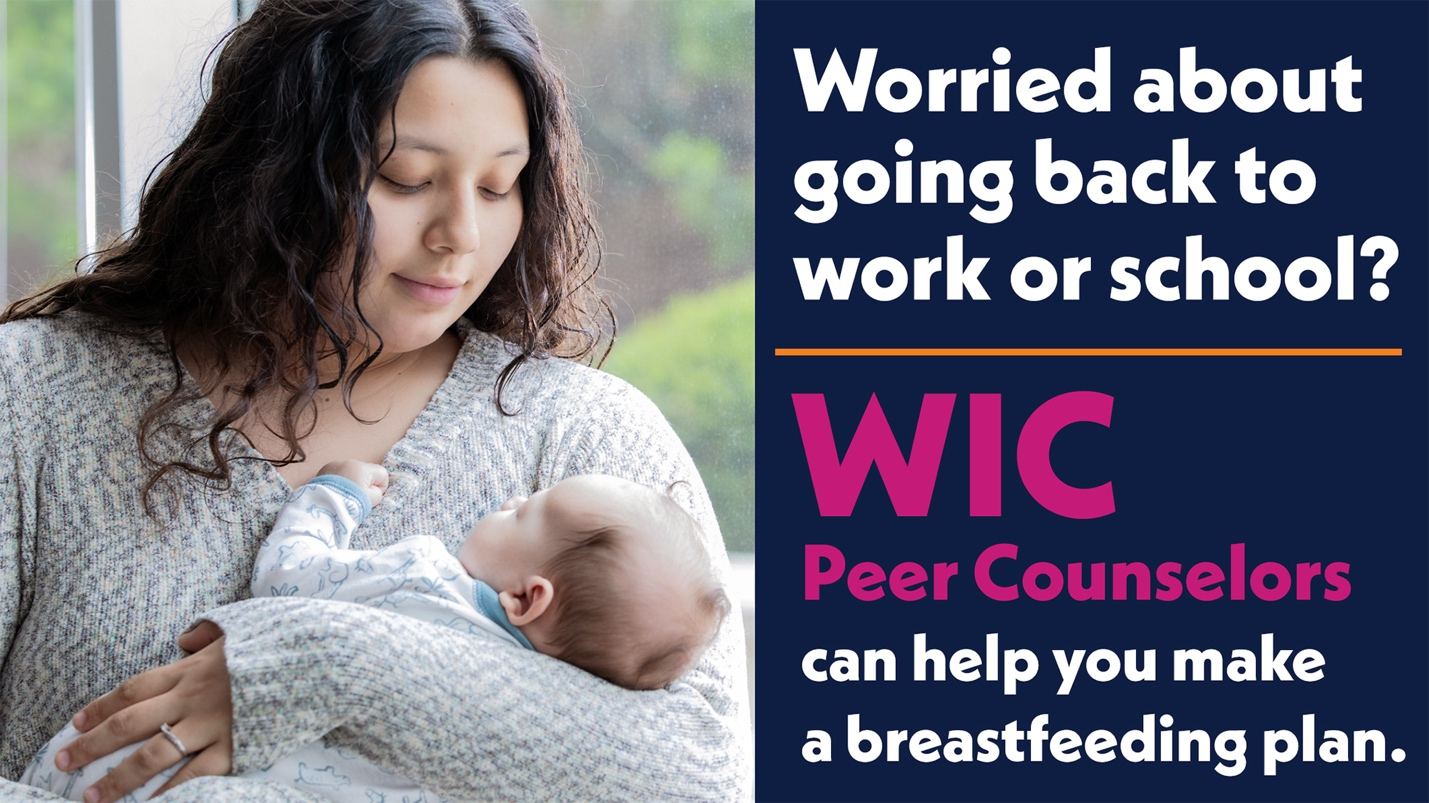 Worried about
going back to
work or school?
WIC
Peer Counselors
can help you make
a breastfeeding plan.